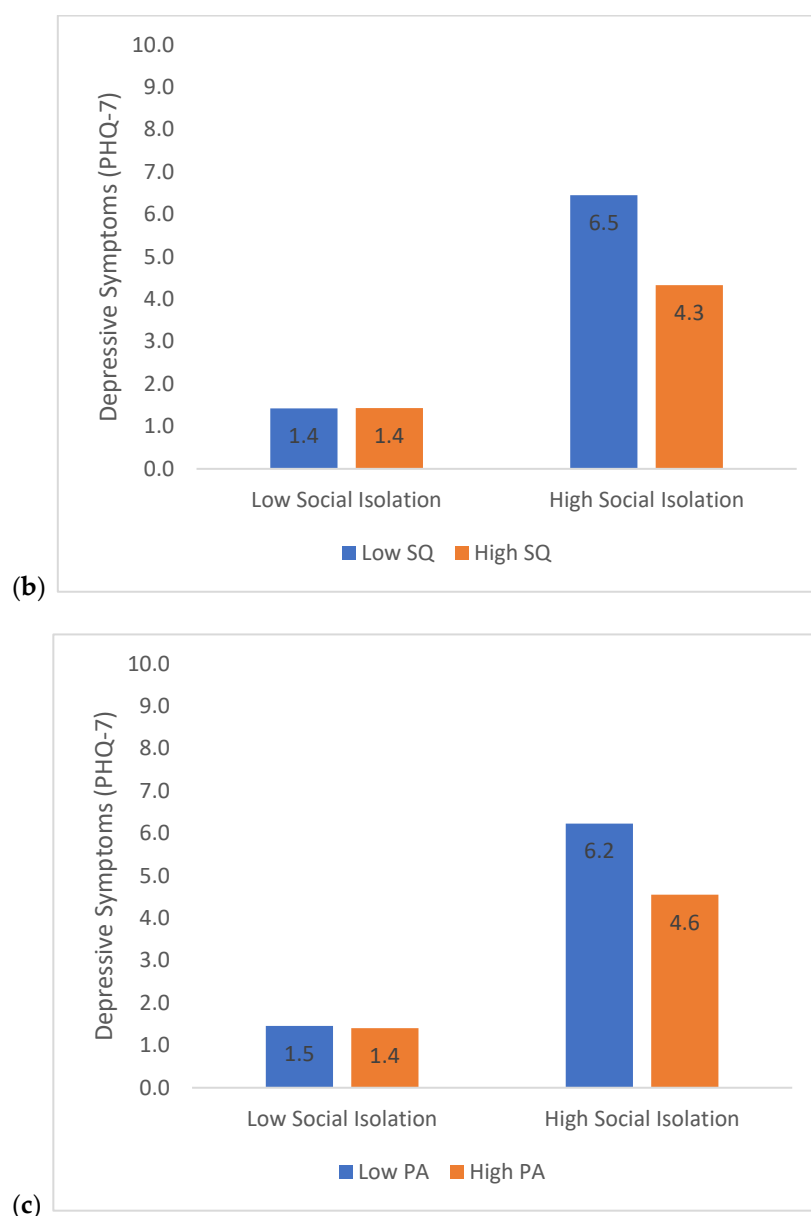 10.0
9.0
8.0
7.0
6.0
5.0
4.0
3.0
2.0
1.0
0.0
Depressive Symptoms (PHQ-7)
1.4 1.4 6.5 4.3
Low Social Isolation High Social Isolation
Low SQ High SQ
(b)
10.0
9.0
8.0
7.0
6.0
5.0
4.0
3.0
2.0
1.0
0.0
Depressive Symptoms (PHQ-7)
1.5 1.4 6.2 4.6
Low Social Isolation High Social Isolation
Low PA High PA
(c)